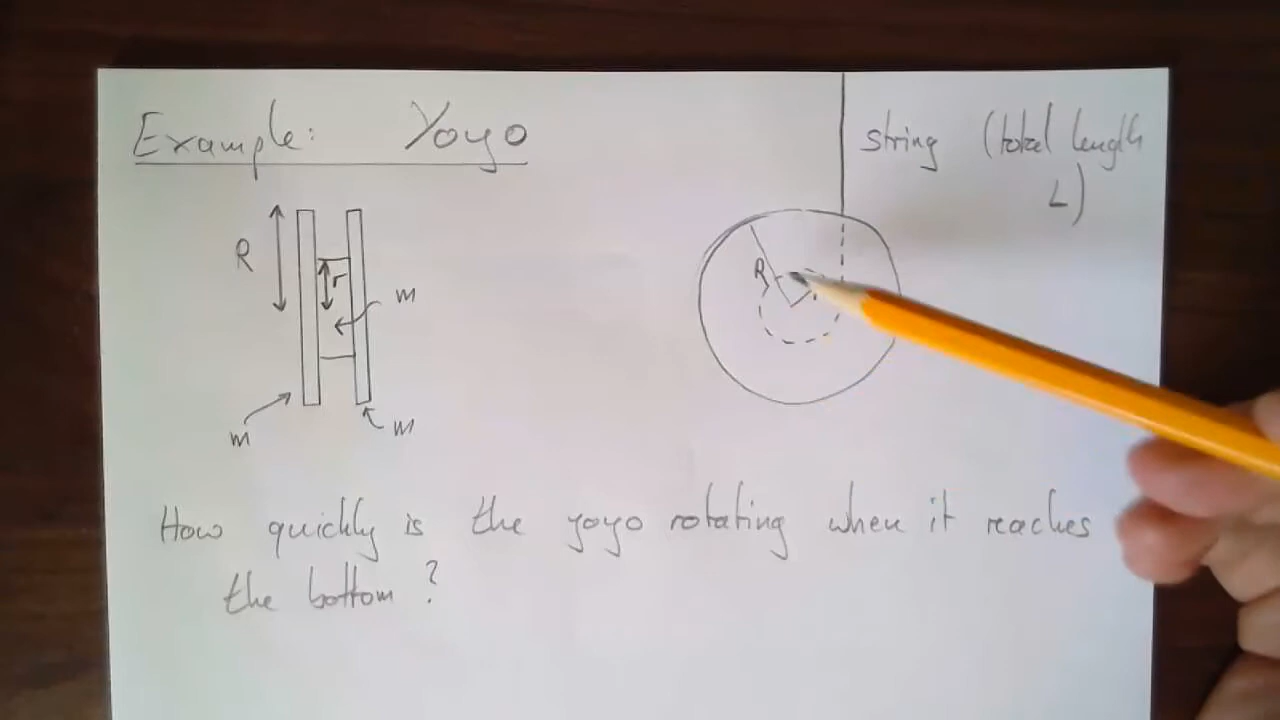 Example: Yoyo
string (total length
L)
R
r
m
m
m
R
How quickly is the yoyo rotating when it reaches
the bottom?